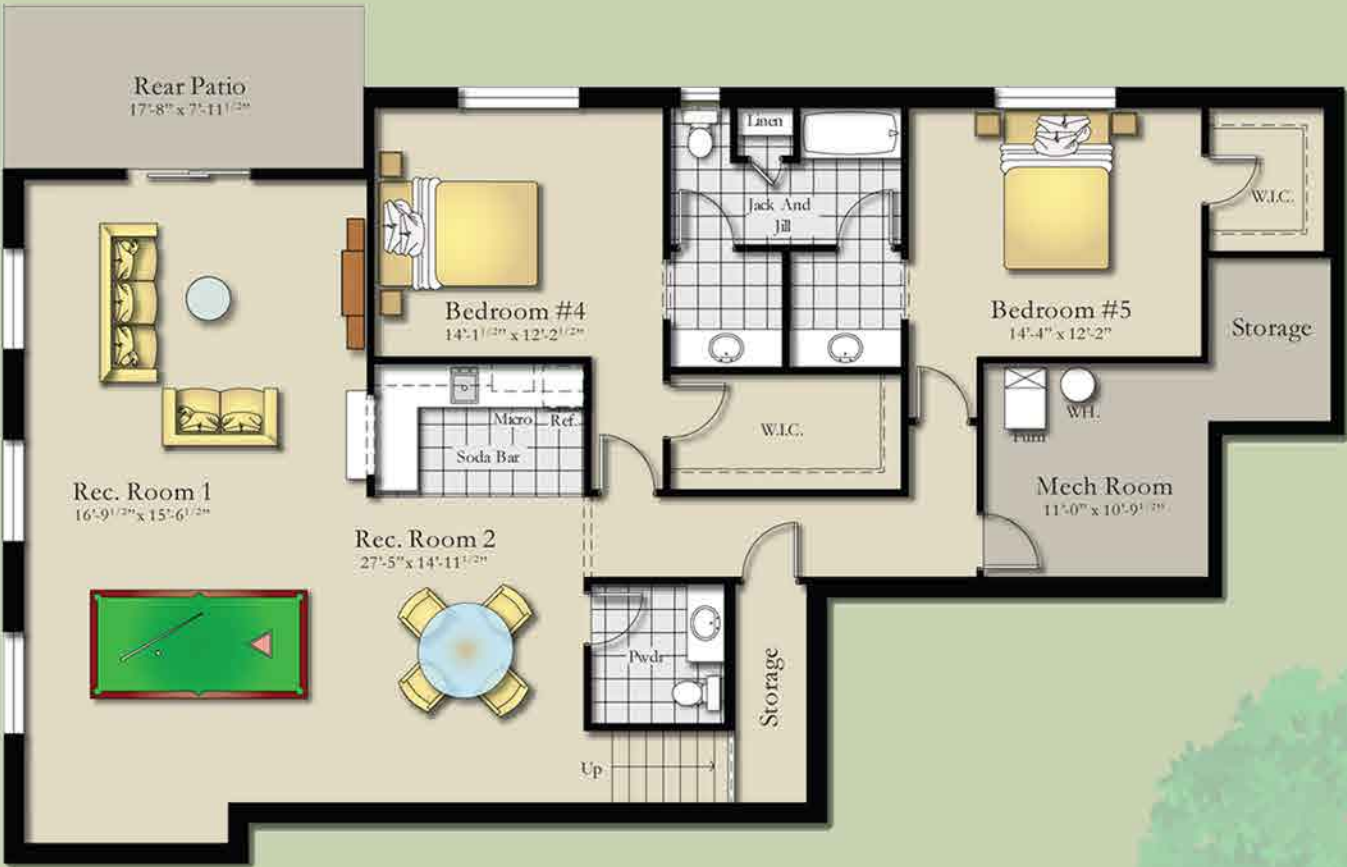 Rear Patio
17'-8" x 7'-11 1/2"
Linen
Jack And
Jill
W.I.C.
Bedroom #4
14'-1 1/2" x 12'-2 1/2"
Bedroom #5
14'-4" x 12'-2"
Storage
Micro
Ref.
Soda Bar
W.I.C.
WH.
Furn
Rec. Room 1
16'-9 1/2" x 15'-6 1/2"
Mech Room
11'-0" x 10'-9 1/2"
Rec. Room 2
27'-5" x 14'-11 1/2"
Pwdr
Storage
Up